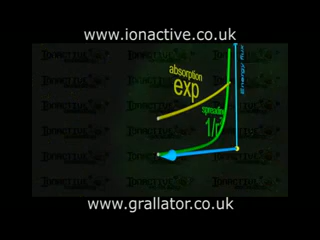 www.ionactive.co.uk
Energy flux
absorption
exp
spreading
1/r²
www.grallator.co.uk